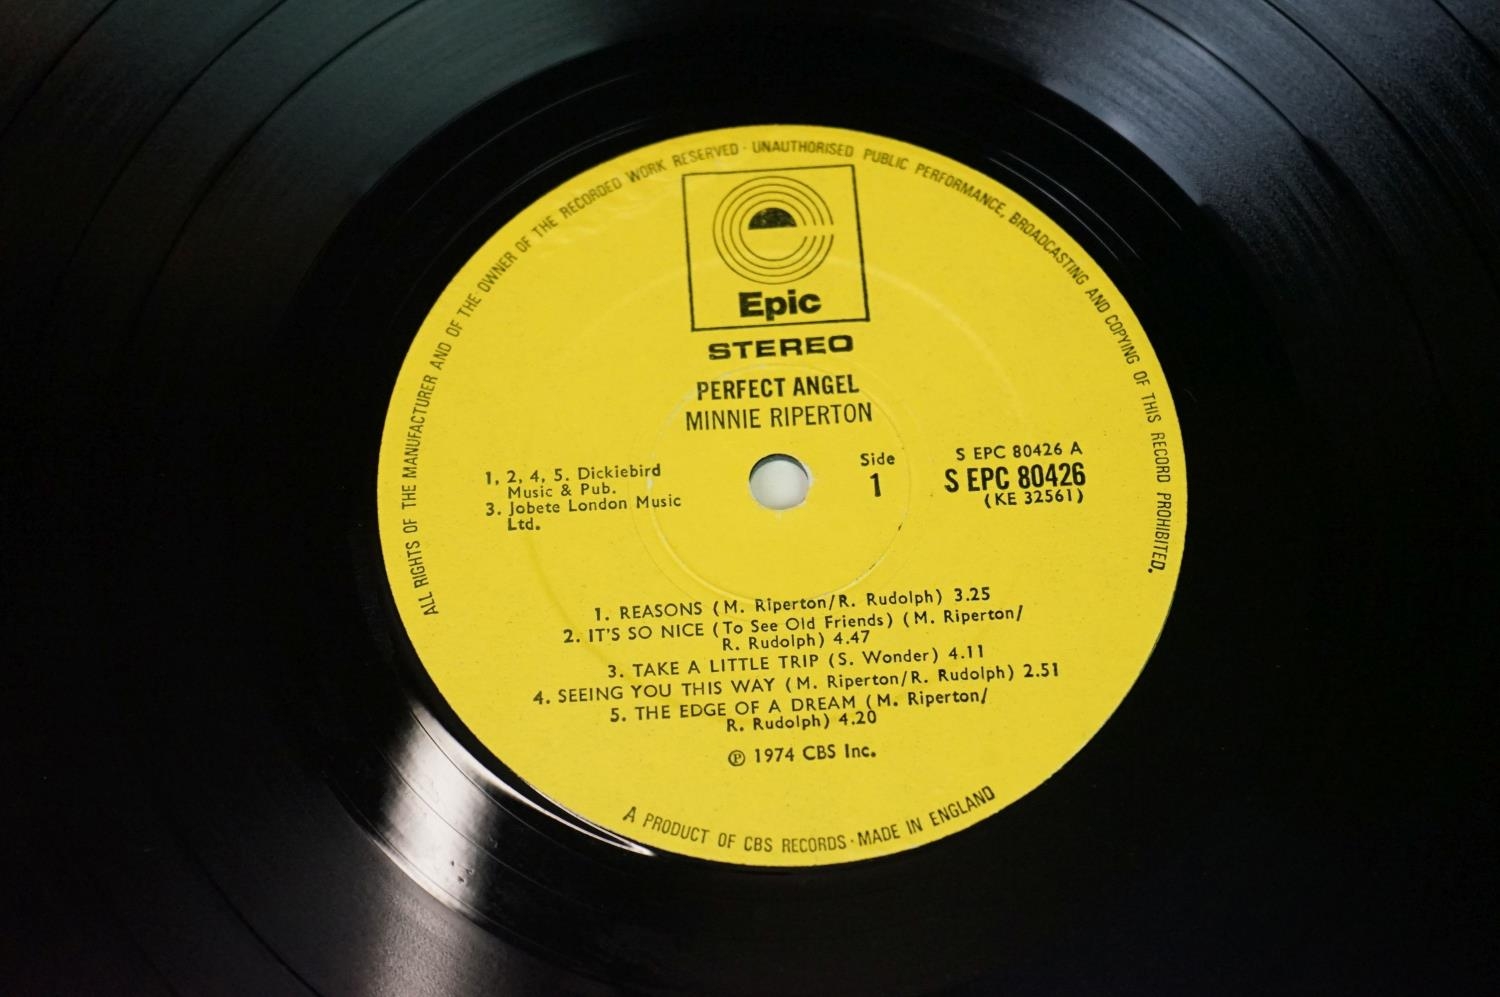 ALL RIGHTS OF THE MANUFACTURER AND OF THE OWNER OF THE RECORDED WORK RESERVED · UNAUTHORISED PUBLIC PERFORMANCE, BROADCASTING AND COPYING OF THIS RECORD PROHIBITED.
Epic
STEREO
PERFECT ANGEL
MINNIE RIPERTON
1, 2, 4, 5. Dickiebird
Music & Pub.
3. Jobete London Music
Ltd.
Side
1
S EPC 80426 A
S EPC 80426
(KE 32561)
1. REASONS (M. Riperton/R. Rudolph) 3.25
2. IT'S SO NICE (To See Old Friends) (M. Riperton/
R. Rudolph) 4.47
3. TAKE A LITTLE TRIP (S. Wonder) 4.11
4. SEEING YOU THIS WAY (M. Riperton/R. Rudolph) 2.51
5. THE EDGE OF A DREAM (M. Riperton/
R. Rudolph) 4.20
℗ 1974 CBS Inc.
A PRODUCT OF CBS RECORDS · MADE IN ENGLAND